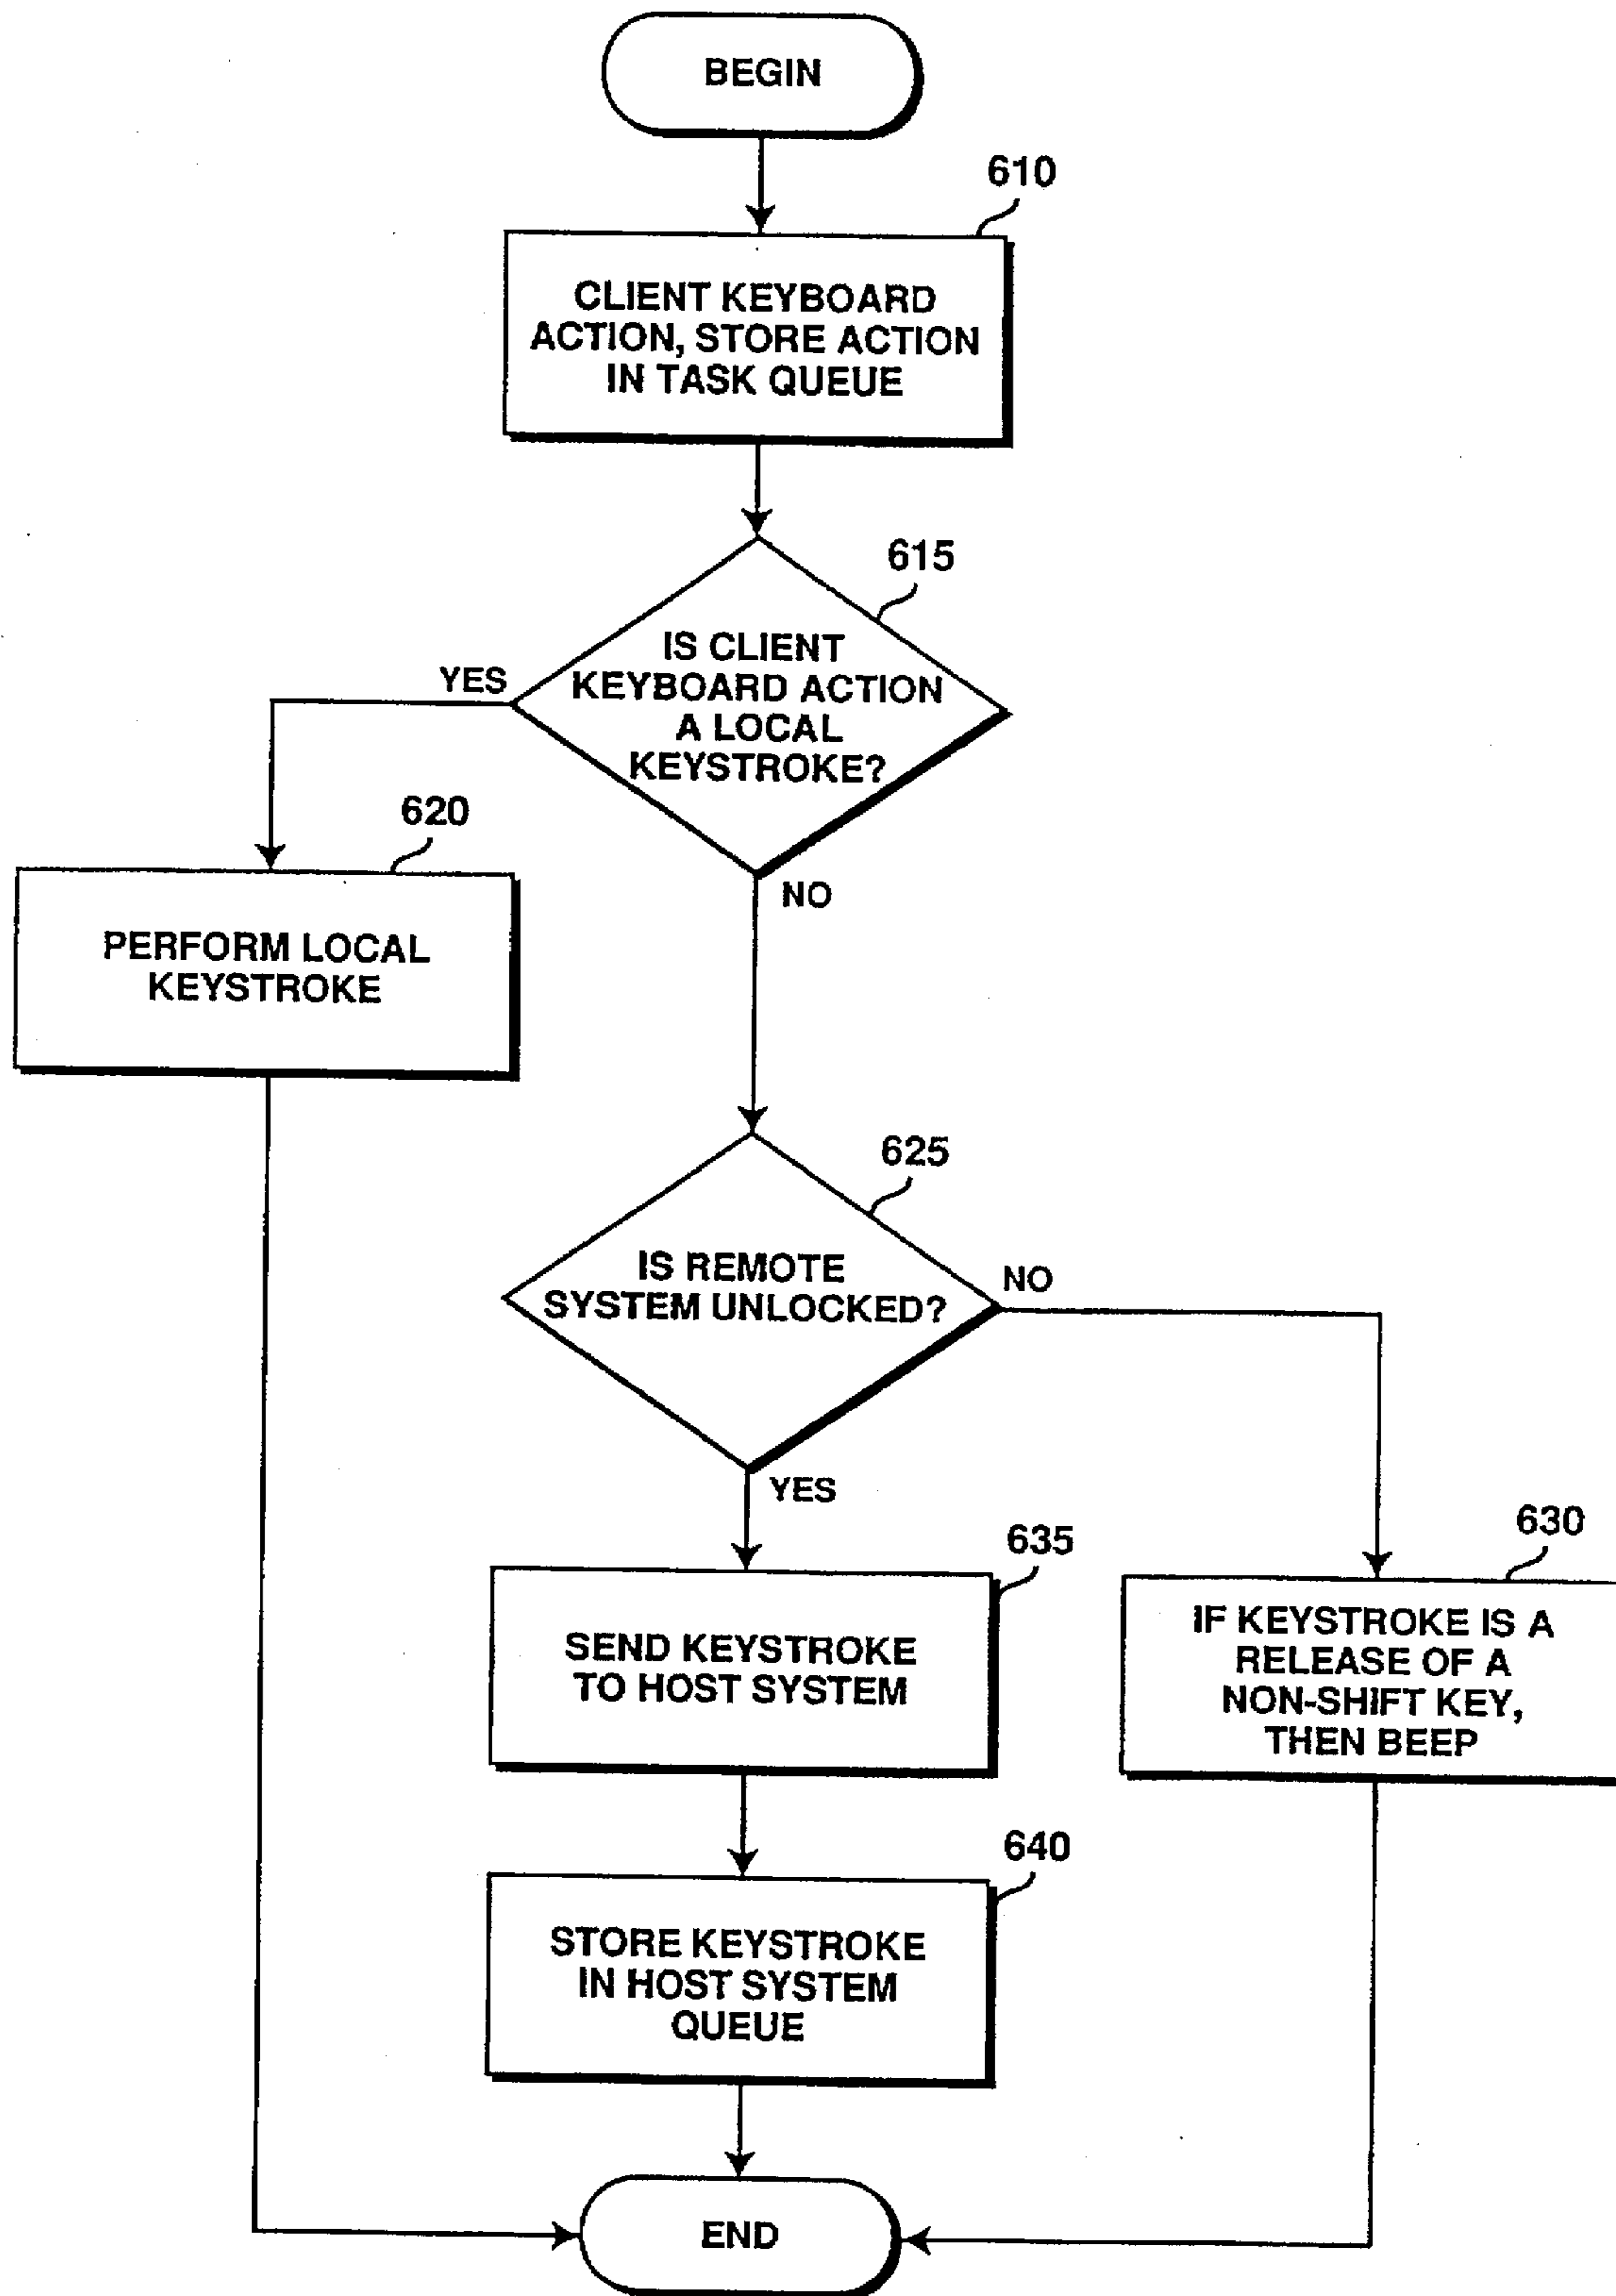 BEGIN
610
CLIENT KEYBOARD
ACTION, STORE ACTION
IN TASK QUEUE
615
IS CLIENT
KEYBOARD ACTION
A LOCAL
KEYSTROKE?
YES
NO
620
PERFORM LOCAL
KEYSTROKE
625
IS REMOTE
SYSTEM UNLOCKED?
NO
YES
635
SEND KEYSTROKE
TO HOST SYSTEM
630
IF KEYSTROKE IS A
RELEASE OF A
NON-SHIFT KEY,
THEN BEEP
640
STORE KEYSTROKE
IN HOST SYSTEM
QUEUE
END